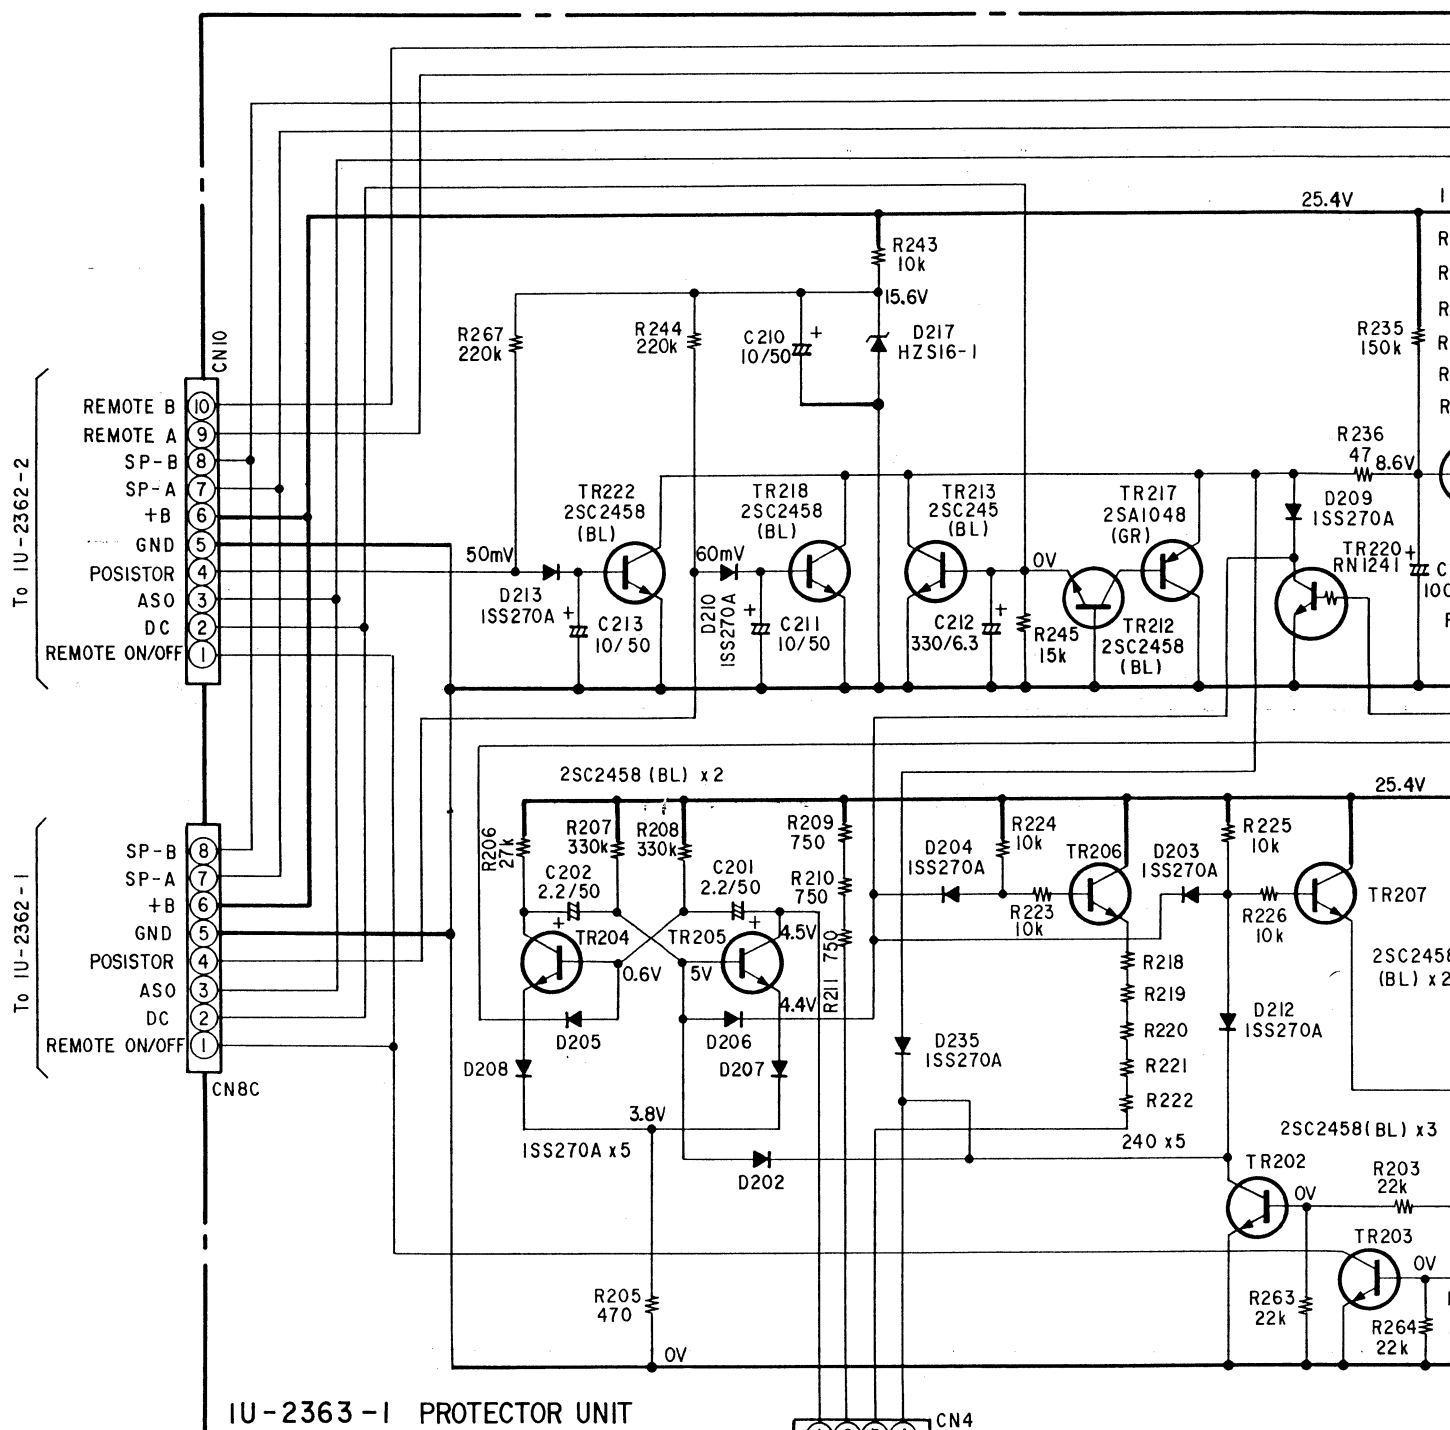 25.4V
I
R243
10k
R
R
15.6V
R267
220k
R244
220k
C210
10/50
+
D217
HZS16-1
R235
150k
R
R
R
R
CN10
To 1U-2362-2
REMOTE B 10
REMOTE A 9
SP-B 8
SP-A 7
+B 6
GND 5
POSISTOR 4
ASO 3
DC 2
REMOTE ON/OFF 1
R236
47
8.6V
TR222
2SC2458
(BL)
TR218
2SC2458
(BL)
TR213
2SC245
(BL)
TR217
2SA1048
(GR)
D209
1SS270A
TR220
RN1241
+
C
100
50mV
60mV
0V
D213
1SS270A
+
C213
10/50
D210
1SS270A
+
C211
10/50
C212
330/6.3
+
R245
15k
TR212
2SC2458
(BL)
2SC2458 (BL) x2
25.4V
To 1U-2362-1
SP-B 8
SP-A 7
+B 6
GND 5
POSISTOR 4
ASO 3
DC 2
REMOTE ON/OFF 1
CN8C
R206
27k
R207
330k
R208
330k
R209
750
D204
1SS270A
R224
10k
TR206
D203
1SS270A
R225
10k
C202
2.2/50
C201
2.2/50
R210
750
R223
10k
R226
10k
TR207
+
TR204
TR205
+
4.5V
750
R211
0.6V
5V
4.4V
R218
R219
R220
R221
R222
240 x5
2SC2458
(BL) x2
D205
D206
D208
D207
D235
1SS270A
D212
1SS270A
3.8V
1SS270A x5
D202
2SC2458(BL) x3
TR202
R203
22k
0V
TR203
0V
R205
470
R263
22k
R264
22k
0V
1U-2363-1 PROTECTOR UNIT
CN4